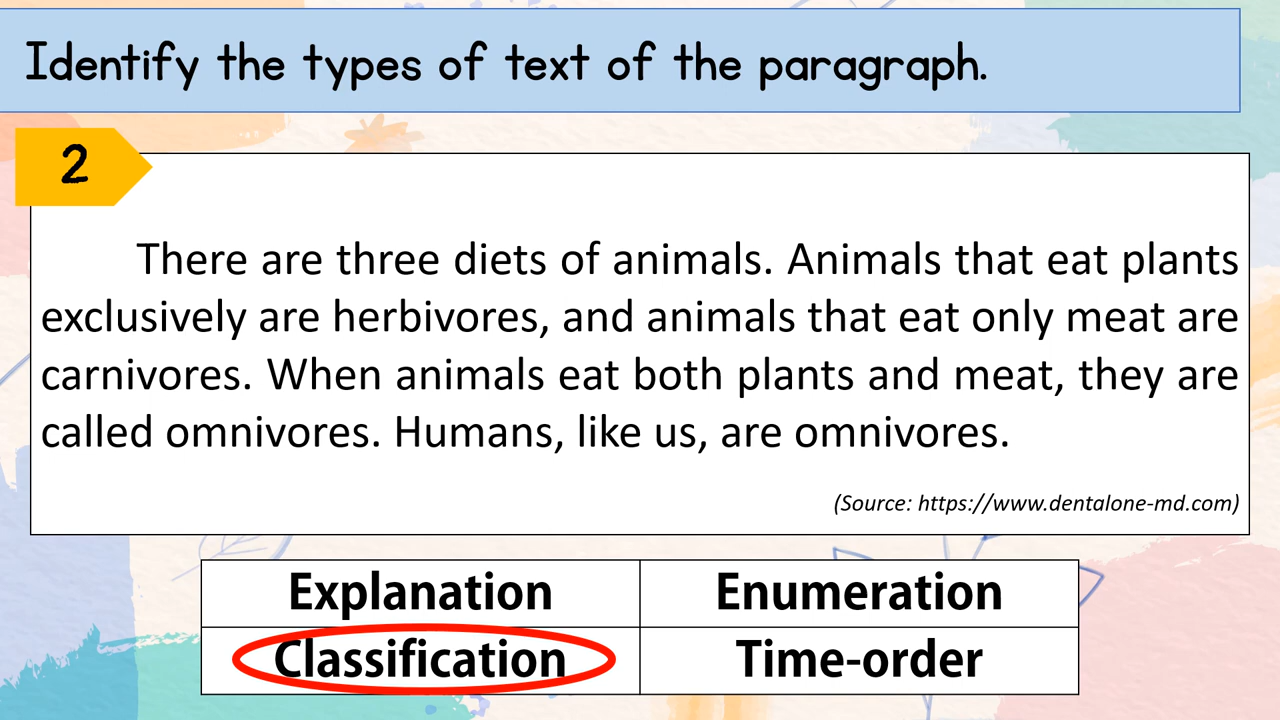 Identify the types of text of the paragraph.
2
There are three diets of animals. Animals that eat plants
exclusively are herbivores, and animals that eat only meat are
carnivores. When animals eat both plants and meat, they are
called omnivores. Humans, like us, are omnivores.
(Source: https://www.dentalone-md.com)
Explanation
Enumeration
Classification
Time-order